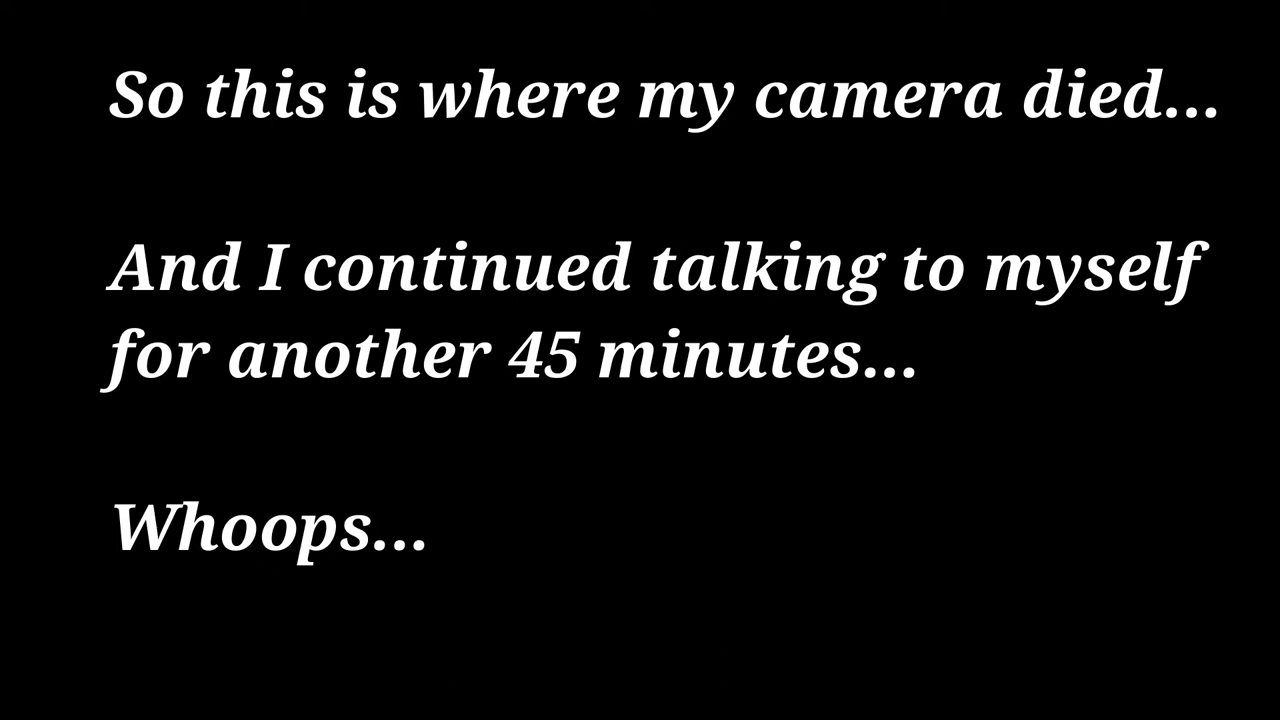 So this is where my camera died...
And I continued talking to myself
for another 45 minutes...
Whoops...